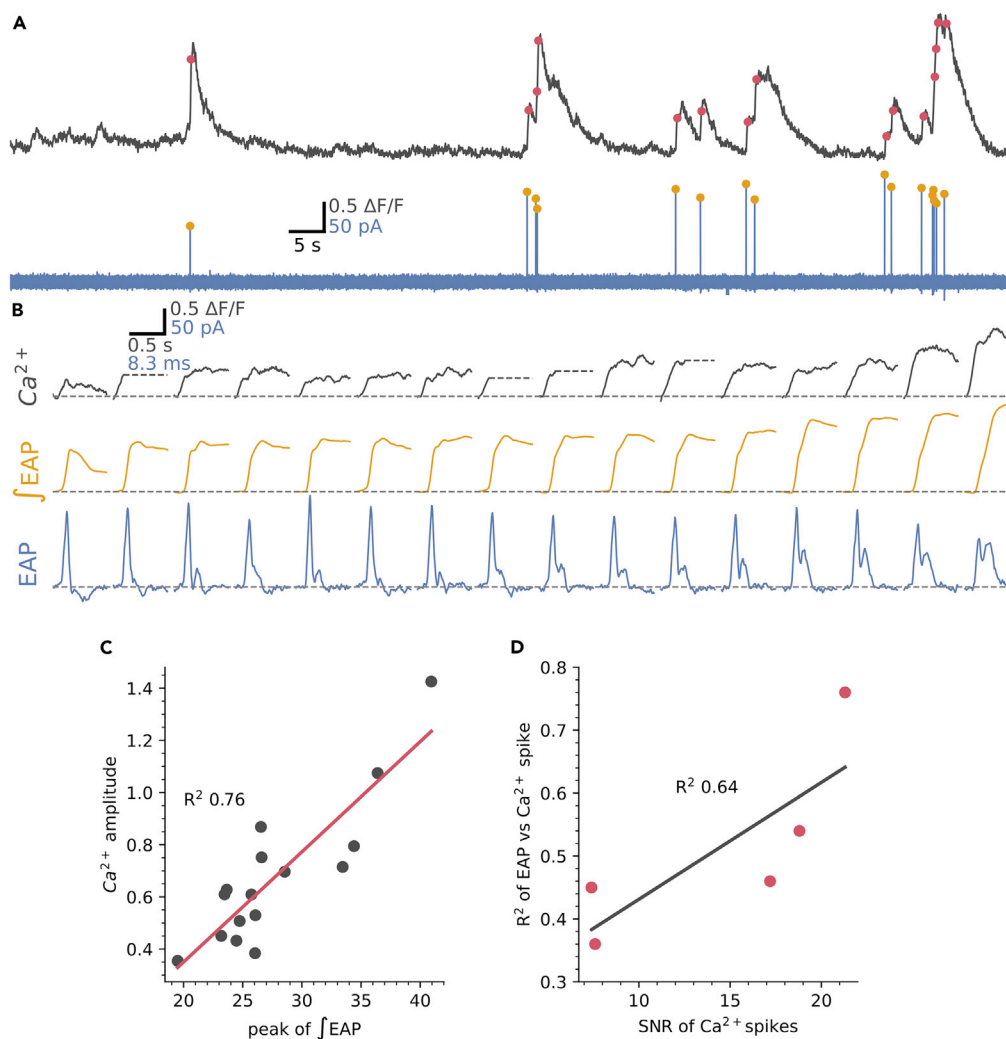 A
0.5 ΔF/F
50 pA
5 s
B
0.5 ΔF/F
50 pA
0.5 s
8.3 ms
Ca²⁺
∫EAP
EAP
C
1.4
1.2
1.0
0.8
0.6
0.4
Ca²⁺ amplitude
R² 0.76
20 25 30 35 40
peak of ∫EAP
D
0.8
0.7
0.6
0.5
0.4
0.3
R² of EAP vs Ca²⁺ spike
R² 0.64
10 15 20
SNR of Ca²⁺spikes